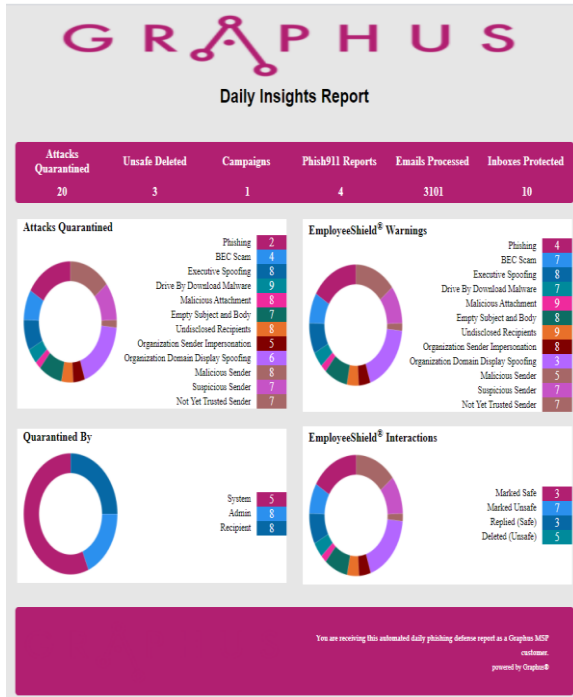 GRAPHUS
Daily Insights Report
Attacks Quarantined
20
Unsafe Deleted
3
Campaigns
1
Phish911 Reports
4
Emails Processed
3101
Inboxes Protected
10
Attacks Quarantined
Phishing 2
BEC Scam 4
Executive Spoofing 8
Drive By Download Malware 9
Malicious Attachment 8
Empty Subject and Body 7
Undisclosed Recipients 8
Organization Sender Impersonation 5
Organization Domain Display Spoofing 6
Malicious Sender 8
Suspicious Sender 7
Not Yet Trusted Sender 7
EmployeeShield® Warnings
Phishing 4
BEC Scam 7
Executive Spoofing 8
Drive By Download Malware 7
Malicious Attachment 9
Empty Subject and Body 8
Undisclosed Recipients 9
Organization Sender Impersonation 8
Organization Domain Display Spoofing 3
Malicious Sender 5
Suspicious Sender 7
Not Yet Trusted Sender 7
Quarantined By
System 5
Admin 8
Recipient 8
EmployeeShield® Interactions
Marked Safe 3
Marked Unsafe 7
Replied (Safe) 3
Deleted (Unsafe) 5
You are receiving this automated daily phishing defense report as a Graphus MSP
customer.
powered by Graphus®